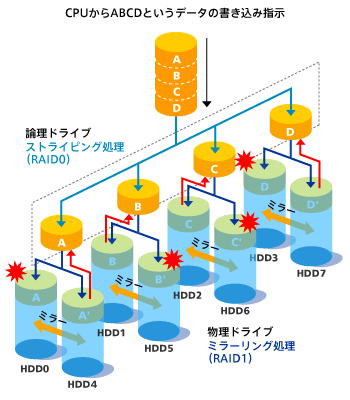 CPUからABCDというデータの書き込み指示
A
B
C
D
論理ドライブ
ストライピング処理
(RAID0)
D
C
B
A
D
D'
ミラー
HDD3
HDD7
C
C'
ミラー
HDD2
HDD6
B
B'
ミラー
HDD1
HDD5
A
A'
ミラー
HDD0
HDD4
物理ドライブ
ミラーリング処理
(RAID1)